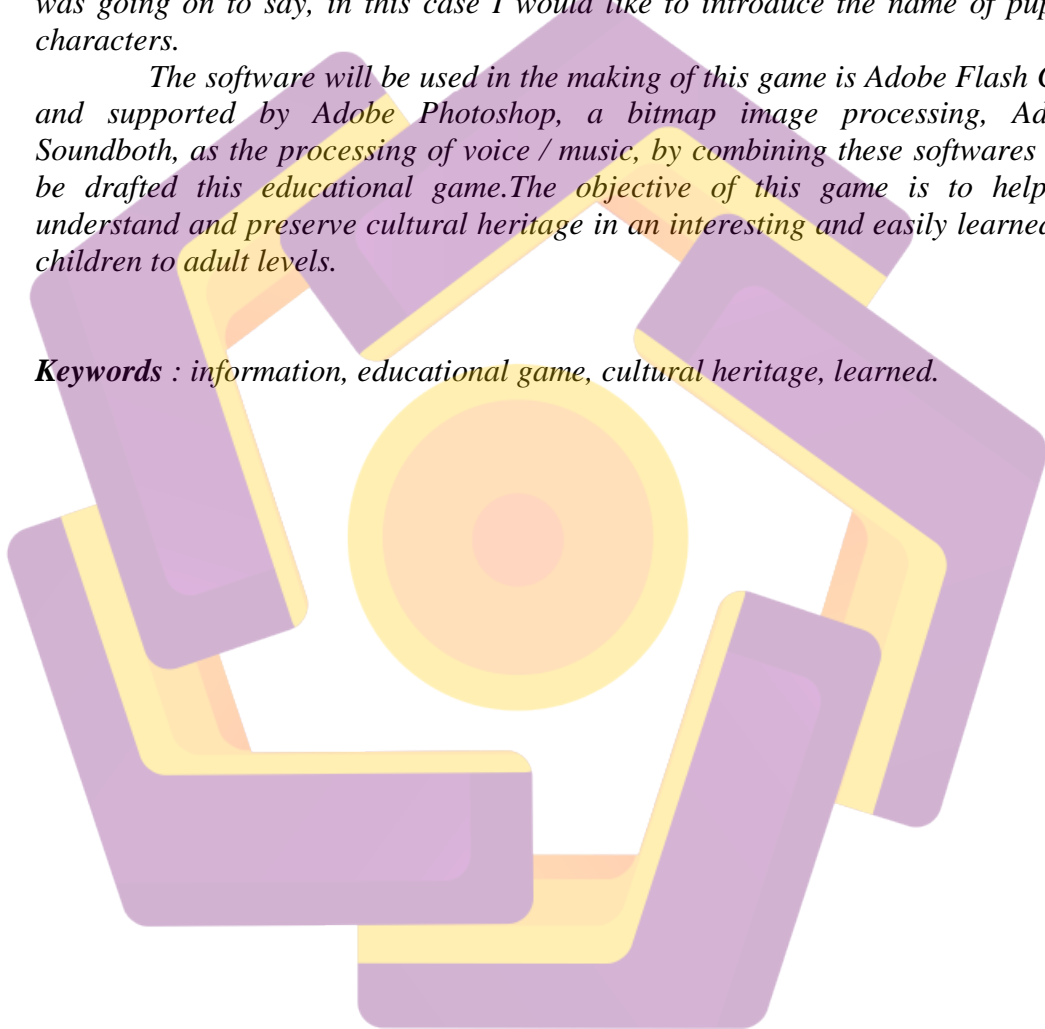 was going on to say, in this case I would like to introduce the name of
characters.
The software will be used in the making of this game is Adobe Flash
and supported by Adobe Photoshop, a bitmap image processing,
Soundboth, as the processing of voice / music, by combining these softwares
be drafted this educational game.The objective of this game is to help
understand and preserve cultural heritage in an interesting and easily learned
children to adult levels.
Keywords : information, educational game, cultural heritage, learned.